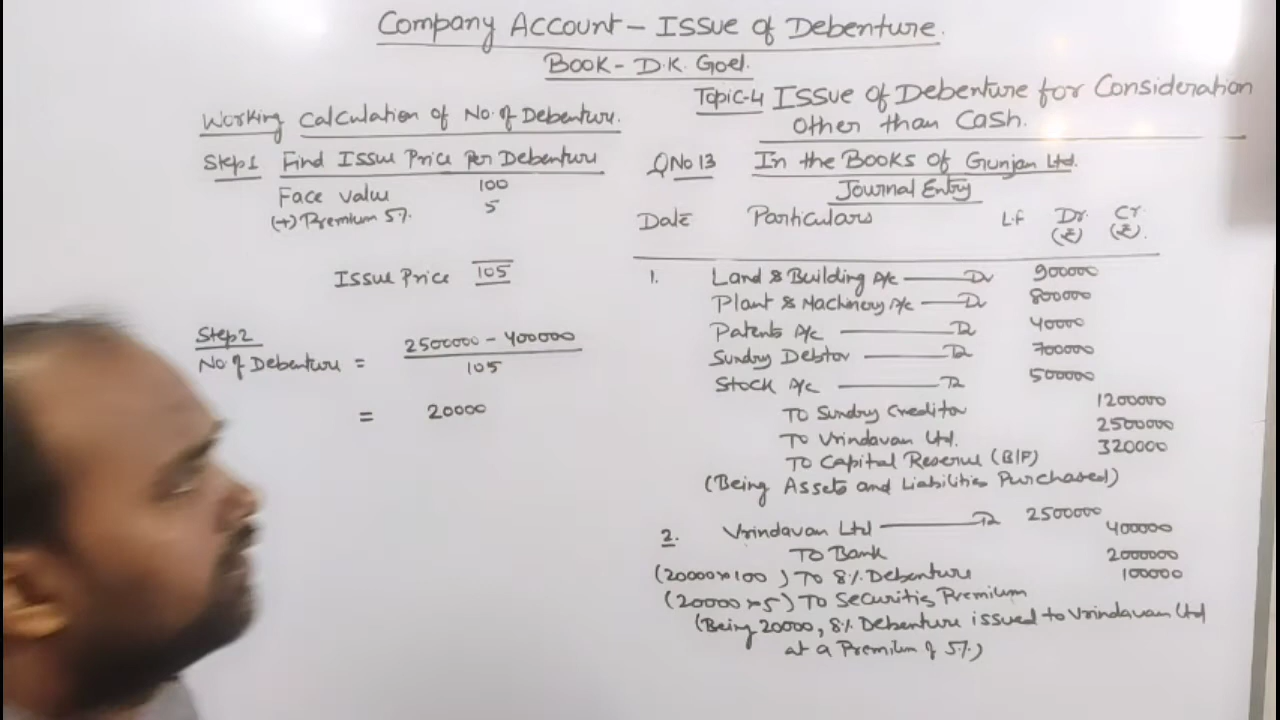 Company Account - Issue of Debenture.
Book - D.K. Goel.
Topic-4 Issue of Debenture for Consideration
Other than Cash.
Working Calculation of No. of Debenture.
Step1 Find Issue Price Per Debenture
Face value 100
(+) Premium 5% 5
Issue Price 105
Step2
No. of Debenture = 2500000 - 400000
105
= 20000
QNo 13 In the Books of Gunjan Ltd.
Journal Entry
Date Particulars L.F Dr. (₹) Cr. (₹).
1. Land & Building A/c Dr 900000
Plant & Machinery A/c Dr 800000
Patents A/c Dr 40000
Sundry Debtor Dr 700000
Stock A/c Dr 500000
To Sundry Creditor 1200000
To Vrindavan Ltd. 2500000
To Capital Reserve (B/F) 320000
(Being Assets and Liabilities Purchased)
2. Vrindavan Ltd Dr 2500000
To Bank 400000
(20000×100) To 8% Debenture 2000000
(20000×5) To Securities Premium 100000
(Being 20000, 8% Debenture issued to Vrindavan Ltd
at a Premium of 5%)